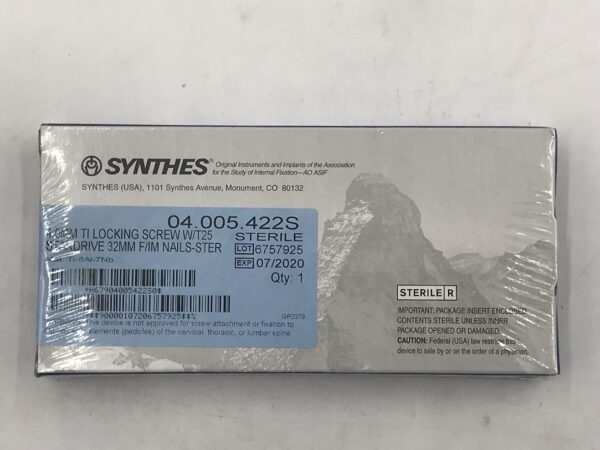 SYNTHES®
Original Instruments and Implants of the Association
for the Study of Internal Fixation—AO ASIF
SYNTHES (USA), 1101 Synthes Avenue, Monument, CO 80132
04.005.422S
TI LOCKING SCREW W/T25
STERILE
32MM F/IM NAILS-STER
LOT 6757925
Ti-6Al-7Nb
EXP 07/2020
Qty: 1
+H67904005422S0#
GP2379
this device is not approved for screw attachment or fixation to
elements (pedicles) of the cervical, thoracic, or lumbar spine
STERILE R
IMPORTANT: PACKAGE INSERT ENCLOSED
CONTENTS STERILE UNLESS INNER
PACKAGE OPENED OR DAMAGED
CAUTION: Federal (USA) law restricts this
device to sale by or on the order of a physician.